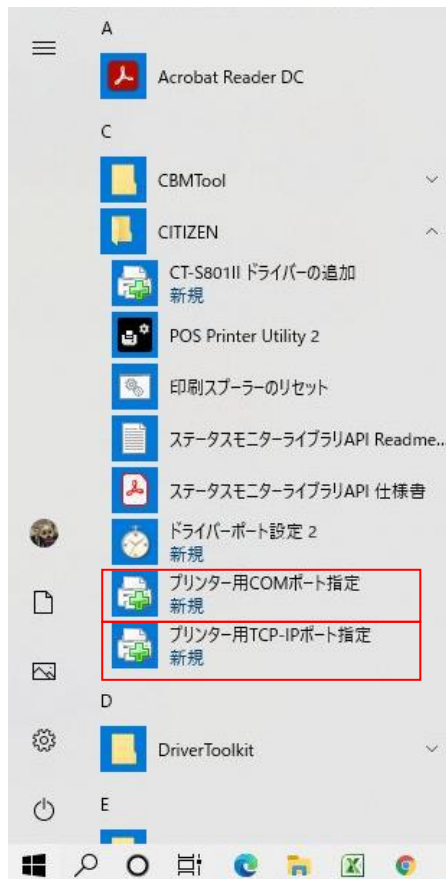 A
Acrobat Reader DC
C
CBMTool
CITIZEN
CT-S801II ドライバーの追加
新規
POS Printer Utility 2
印刷スプーラーのリセット
ステータスモニターライブラリAPI Readme...
ステータスモニターライブラリAPI 仕様書
ドライバーポート設定 2
新規
プリンター用COMポート指定
新規
プリンター用TCP-IPポート指定
新規
D
DriverToolkit
E